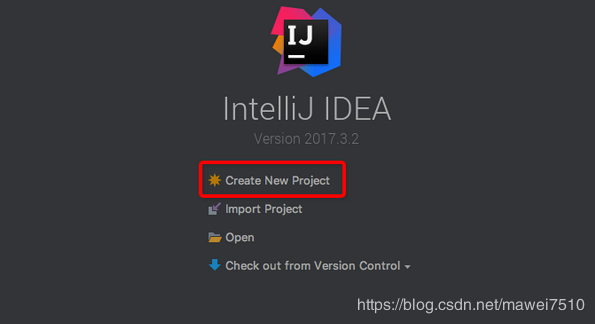 IJ
IntelliJ IDEA
Version 2017.3.2
Create New Project
Import Project
Open
Check out from Version Control
https://blog.csdn.net/mawei7510